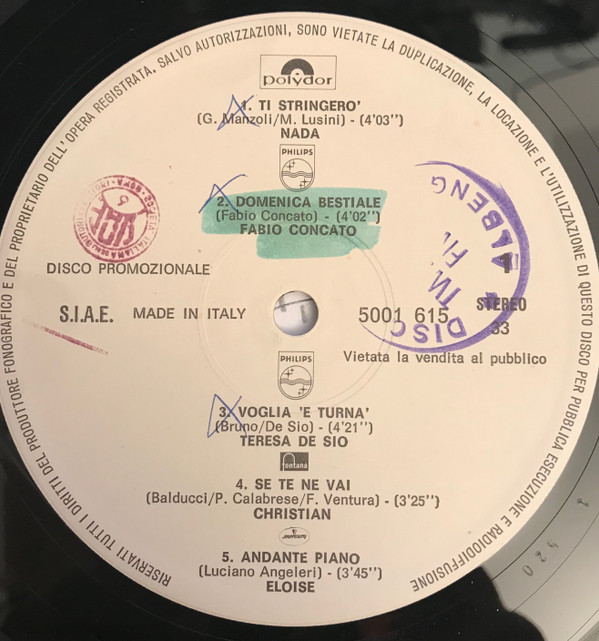 RISERVATI TUTTI I DIRITTI DEL PRODUTTORE FONOGRAFICO E DEL PROPRIETARIO DELL'OPERA REGISTRATA. SALVO AUTORIZZAZIONI, SONO VIETATE LA DUPLICAZIONE, LA LOCAZIONE E L'UTILIZZAZIONE DI QUESTO DISCO PER PUBBLICA ESECUZIONE E RADIODIFFUSIONE
polydor
1. TI STRINGERO'
(G. Manzoli/M. Lusini) - (4'03'')
NADA
PHILIPS
2. DOMENICA BESTIALE
(Fabio Concato) - (4'02'')
FABIO CONCATO
DISCO PROMOZIONALE
1
S.I.A.E.
MADE IN ITALY
5001 615
STEREO
33
Vietata la vendita al pubblico
PHILIPS
3. VOGLIA 'E TURNA'
(Bruno/De Sio) - (4'21'')
TERESA DE SIO
fontana
4. SE TE NE VAI
(Balducci/P. Calabrese/F. Ventura) - (3'25'')
CHRISTIAN
mercury
5. ANDANTE PIANO
(Luciano Angeleri) - (3'45'')
ELOISE
DISCO
ALBENG